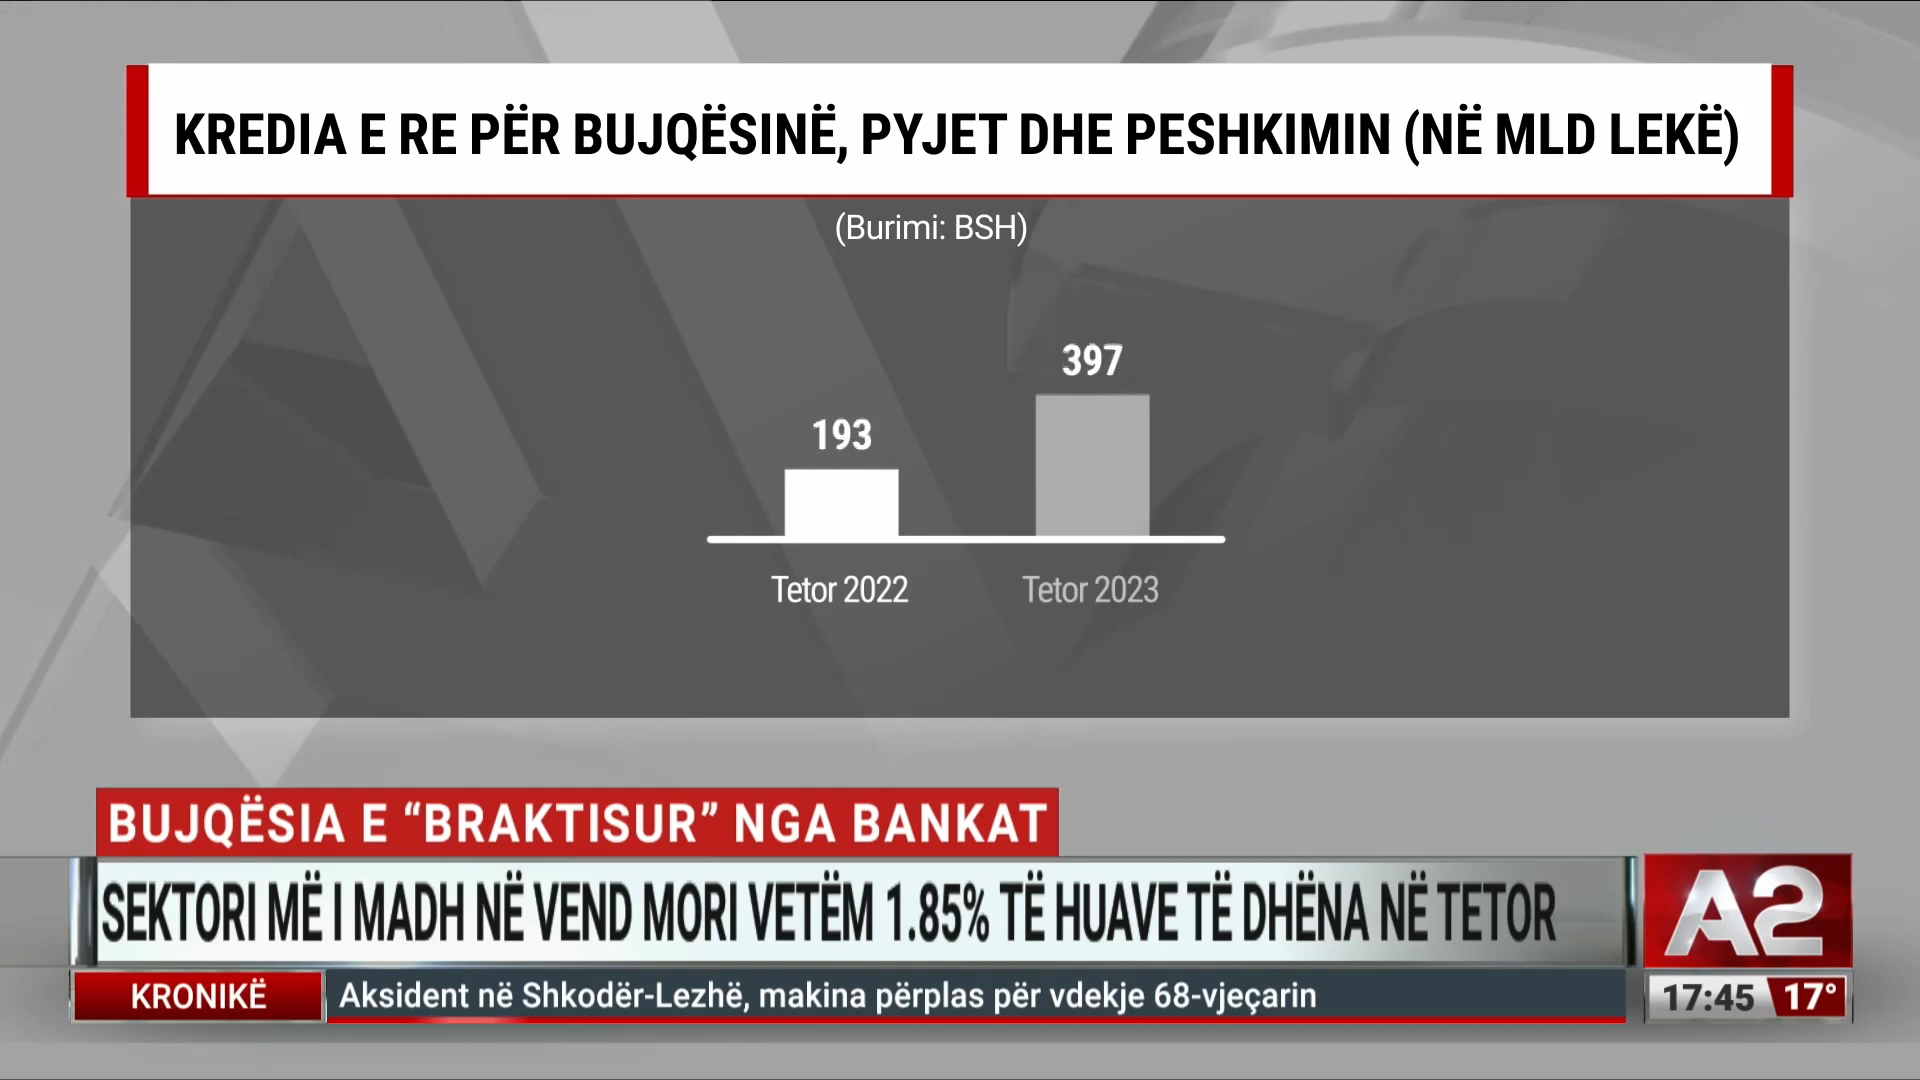 KREDIA E RE PËR BUJQËSINË, PYJET DHE PESHKIMIN (NË MLD LEKË)
(Burimi: BSH)
193
397
Tetor 2022
Tetor 2023
BUJQËSIA E “BRAKTISUR” NGA BANKAT
SEKTORI MË I MADH NË VEND MORI VETËM 1.85% TË HUAVE TË DHËNA NË TETOR
A2
KRONIKË
Aksident në Shkodër-Lezhë, makina përplas për vdekje 68-vjeçarin
17:45
17°